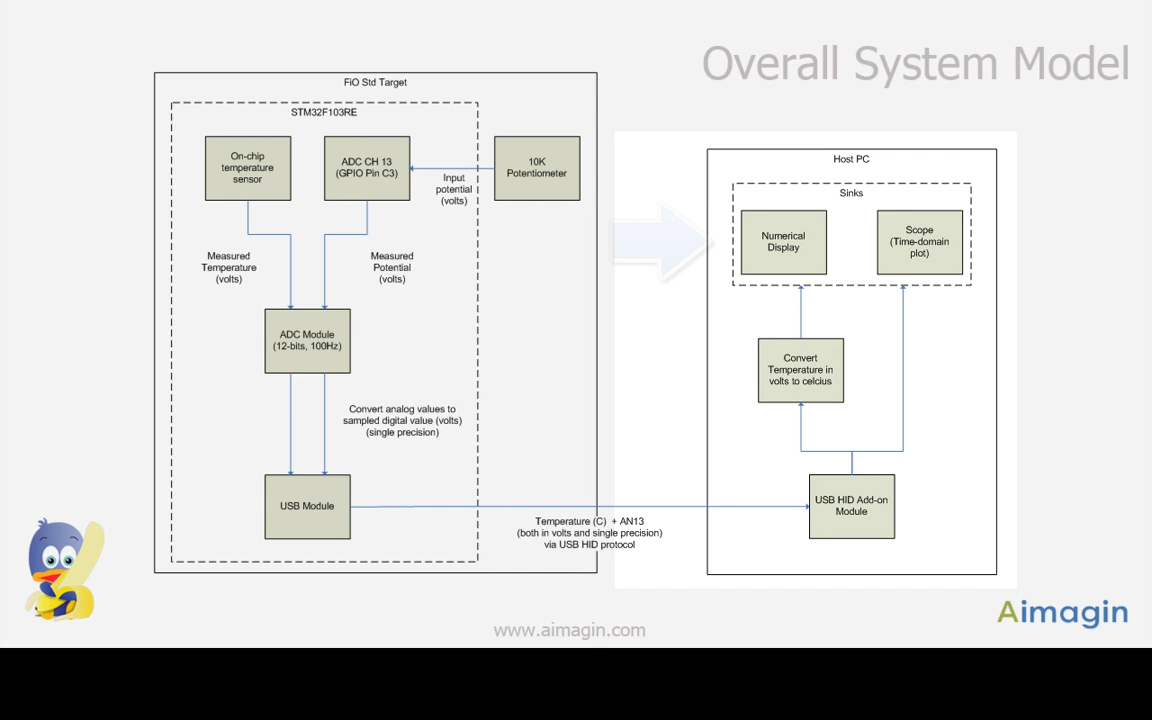 Overall System Model
FiO Std Target
STM32F103RE
On-chip
temperature
sensor
ADC CH 13
(GPIO Pin C3)
10K
Potentiometer
Input
potential
(volts)
Measured
Temperature
(volts)
Measured
Potential
(volts)
ADC Module
(12-bits, 100Hz)
Convert analog values to
sampled digital value (volts)
(single precision)
USB Module
Temperature (C)  + AN13
(both in volts and single precision)
via USB HID protocol
Host PC
Sinks
Numerical
Display
Scope
(Time-domain
plot)
Convert
Temperature in
volts to celcius
USB HID Add-on
Module
Aimagin
www.aimagin.com